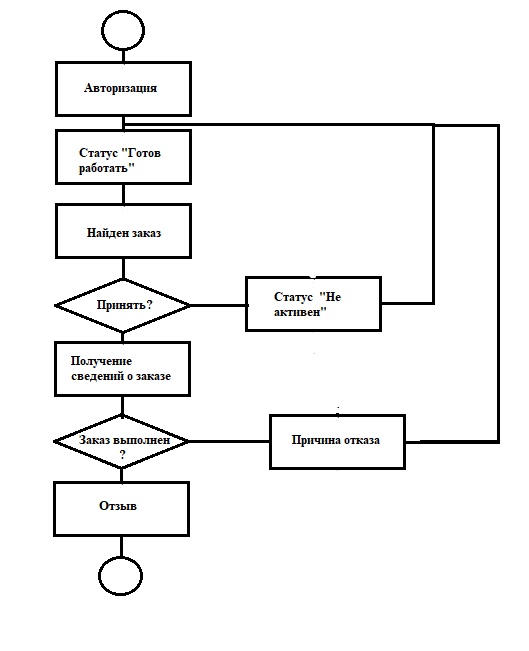 Авторизация
Статус "Готов
работать"
Найден заказ
Принять?
Статус "Не
активен"
Получение
сведений о заказе
Заказ выполнен
?
Причина отказа
Отзыв